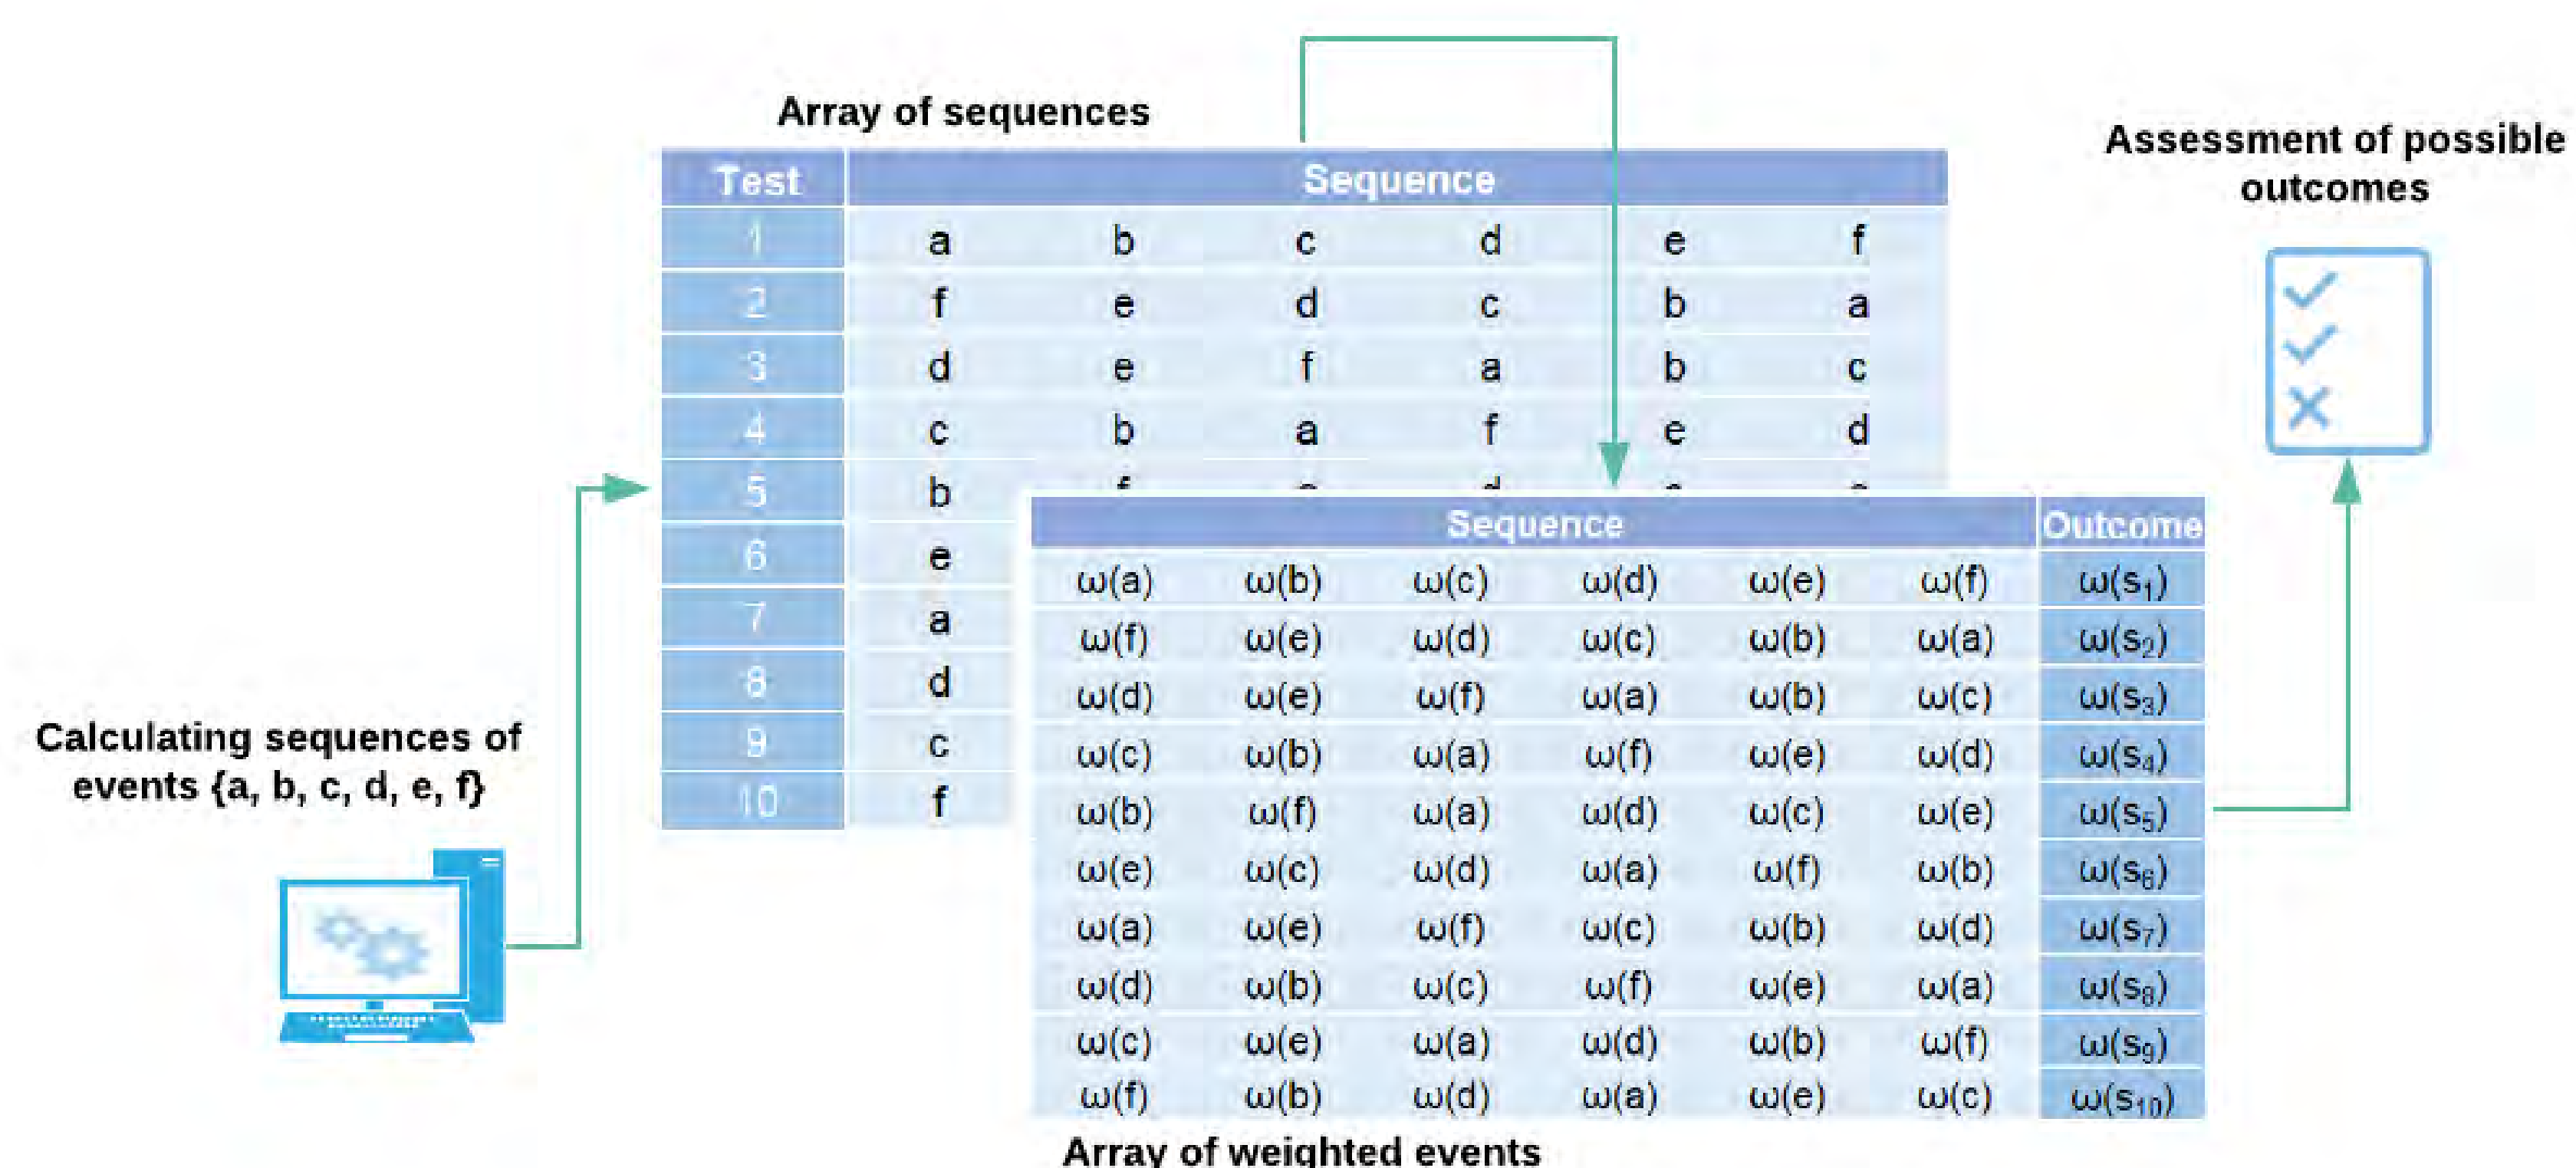 Array of sequences
Assessment of possible
outcomes
Test Sequence
1 a b c d e f
2 f e d c b a
3 d e f a b c
4 c b a f e d
5 b
6 e
7 a
8 d
9 c
10 f
Sequence Outcome
ω(a) ω(b) ω(c) ω(d) ω(e) ω(f) ω(s₁)
ω(f) ω(e) ω(d) ω(c) ω(b) ω(a) ω(s₂)
ω(d) ω(e) ω(f) ω(a) ω(b) ω(c) ω(s₃)
ω(c) ω(b) ω(a) ω(f) ω(e) ω(d) ω(s₄)
ω(b) ω(f) ω(a) ω(d) ω(c) ω(e) ω(s₅)
ω(e) ω(c) ω(d) ω(a) ω(f) ω(b) ω(s₆)
ω(a) ω(e) ω(f) ω(c) ω(b) ω(d) ω(s₇)
ω(d) ω(b) ω(c) ω(f) ω(e) ω(a) ω(s₈)
ω(c) ω(e) ω(a) ω(d) ω(b) ω(f) ω(s₉)
ω(f) ω(b) ω(d) ω(a) ω(e) ω(c) ω(s₁₀)
Calculating sequences of
events {a, b, c, d, e, f}
Array of weighted events